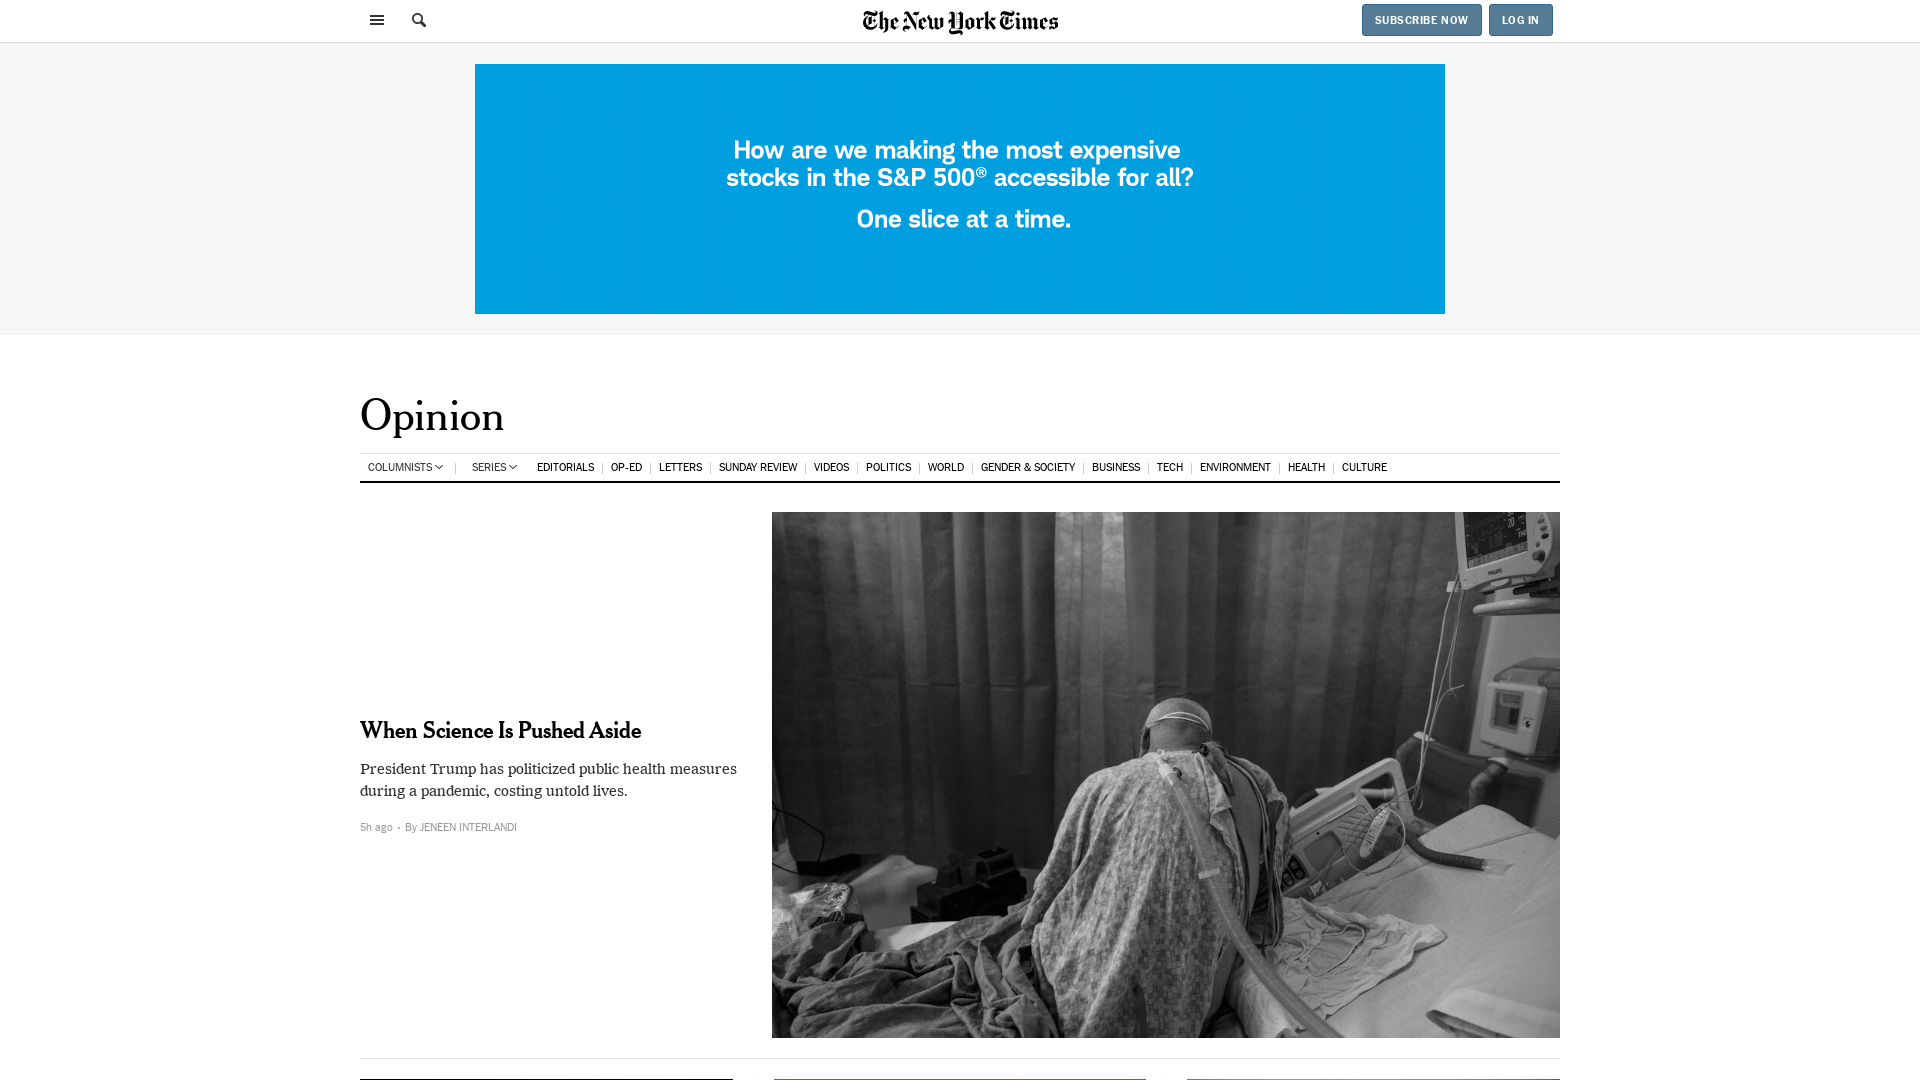 The New York Times
SUBSCRIBE NOW
LOG IN
How are we making the most expensive
stocks in the S&P 500® accessible for all?
One slice at a time.
Opinion
COLUMNISTS SERIES EDITORIALS OP-ED LETTERS SUNDAY REVIEW VIDEOS POLITICS WORLD GENDER & SOCIETY BUSINESS TECH ENVIRONMENT HEALTH CULTURE
When Science Is Pushed Aside
President Trump has politicized public health measures
during a pandemic, costing untold lives.
5h ago · By JENEEN INTERLANDI
20
PHILIPS